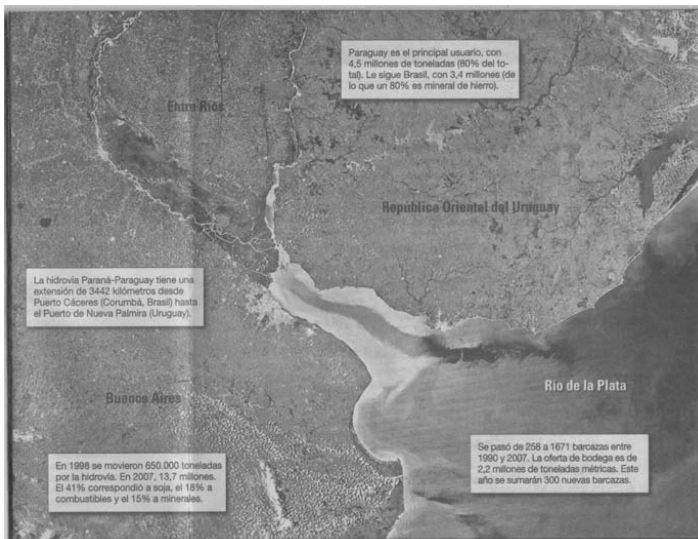 Paraguay es el principal usuario, con
4,5 millones de toneladas (80% del to-
tal). Le sigue Brasil, con 3,4 millones (de
lo que un 80% es mineral de hierro).
Entre Ríos
Republica Oriental del Uruguay
La hidrovía Paraná-Paraguay tiene una
extensión de 3442 kilómetros desde
Puerto Cáceres (Corumbá, Brasil) hasta
el Puerto de Nueva Palmira (Uruguay).
Rio de la Plata
Buenos Aires
En 1998 se movieron 650.000 toneladas
por la hidrovía. En 2007, 13,7 millones.
El 41% correspondió a soja, el 18% a
combustibles y el 15% a minerales.
Se pasó de 258 a 1671 barcazas entre
1990 y 2007. La oferta de bodega es de
2,2 millones de toneladas métricas. Este
año se sumarán 300 nuevas barcazas.